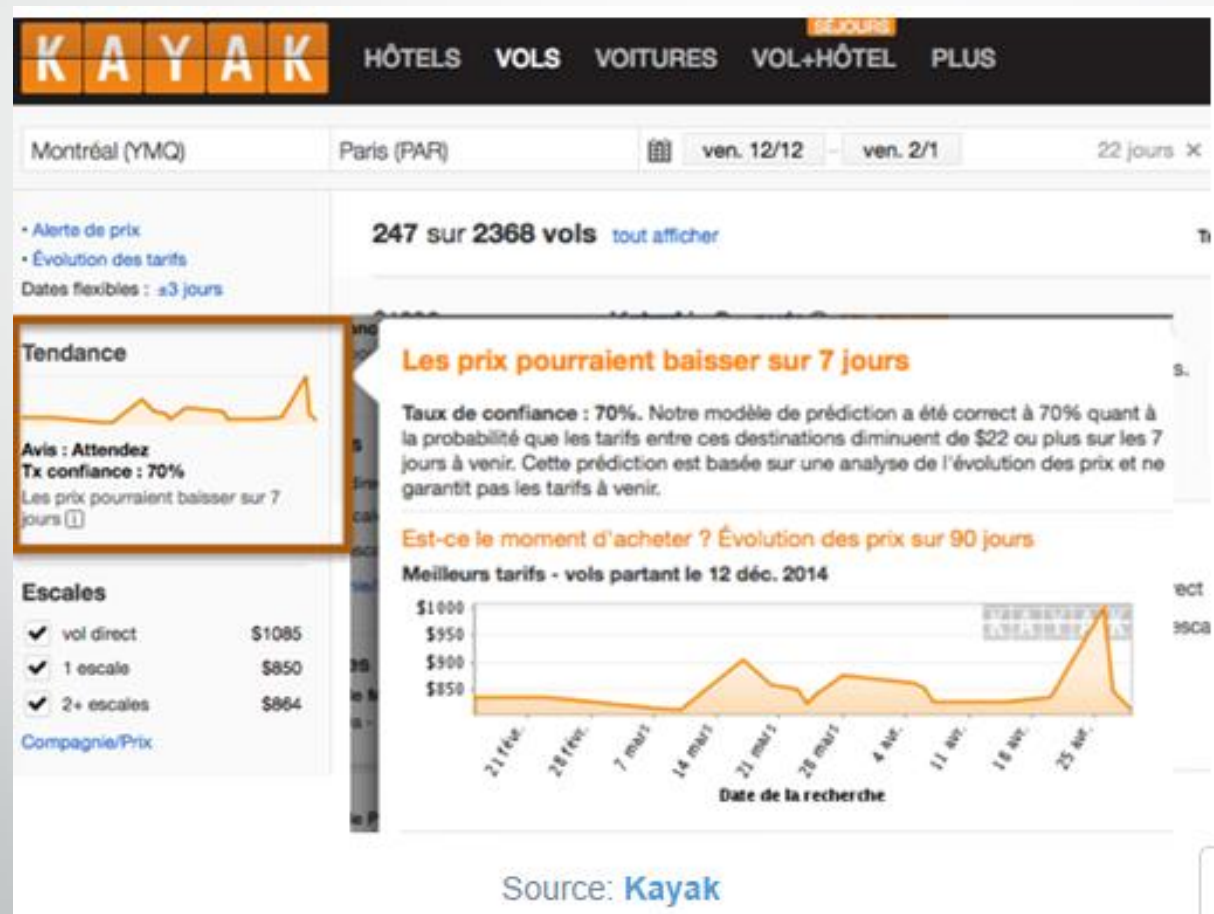 KAYAK
HÔTELS VOLS VOITURES VOL+HÔTEL PLUS
SÉJOURS
Montréal (YMQ) Paris (PAR) ven. 12/12 – ven. 2/1 22 jours ×
• Alerte de prix
• Évolution des tarifs
Dates flexibles : ±3 jours
247 sur 2368 vols tout afficher
Tendance
Avis : Attendez
Tx confiance : 70%
Les prix pourraient baisser sur 7
jours
Escales
vol direct $1085
1 escale $850
2+ escales $864
Compagnie/Prix
Les prix pourraient baisser sur 7 jours
Taux de confiance : 70%. Notre modèle de prédiction a été correct à 70% quant à
la probabilité que les tarifs entre ces destinations diminuent de $22 ou plus sur les 7
jours à venir. Cette prédiction est basée sur une analyse de l'évolution des prix et ne
garantit pas les tarifs à venir.
Est-ce le moment d'acheter ? Évolution des prix sur 90 jours
Meilleurs tarifs - vols partant le 12 déc. 2014
KAYAK
$1000
$950
$900
$850
21 févr. 28 févr. 7 mars 14 mars 21 mars 28 mars 4 avr. 11 avr. 18 avr. 25 avr.
Date de la recherche
Source: Kayak